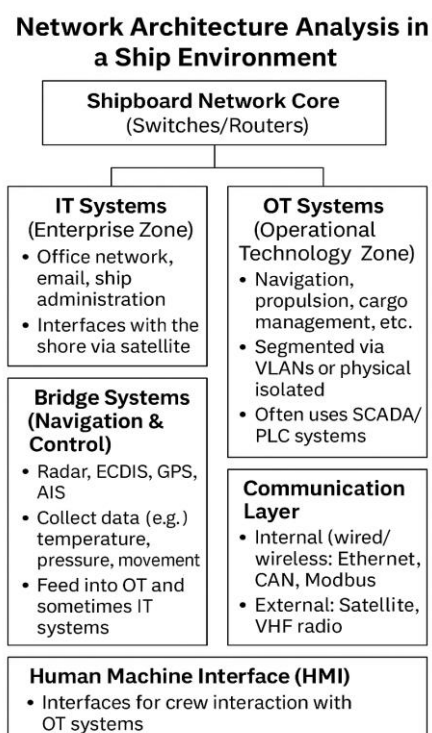 Network Architecture Analysis in
a Ship Environment
Shipboard Network Core
(Switches/Routers)
IT Systems
(Enterprise Zone)
• Office network,
email, ship
administration
• Interfaces with the
shore via satellite
OT Systems
(Operational
Technology Zone)
• Navigation,
propulsion, cargo
management, etc.
• Segmented via
VLANs or physical
isolated
• Often uses SCADA/
PLC systems
Bridge Systems
(Navigation &
Control)
• Radar, ECDIS, GPS,
AIS
• Collect data (e.g.)
temperature,
pressure, movement
• Feed into OT and
sometimes IT
systems
Communication
Layer
• Internal (wired/
wireless: Ethernet,
CAN, Modbus
• External: Satellite,
VHF radio
Human Machine Interface (HMI)
• Interfaces for crew interaction with
OT systems